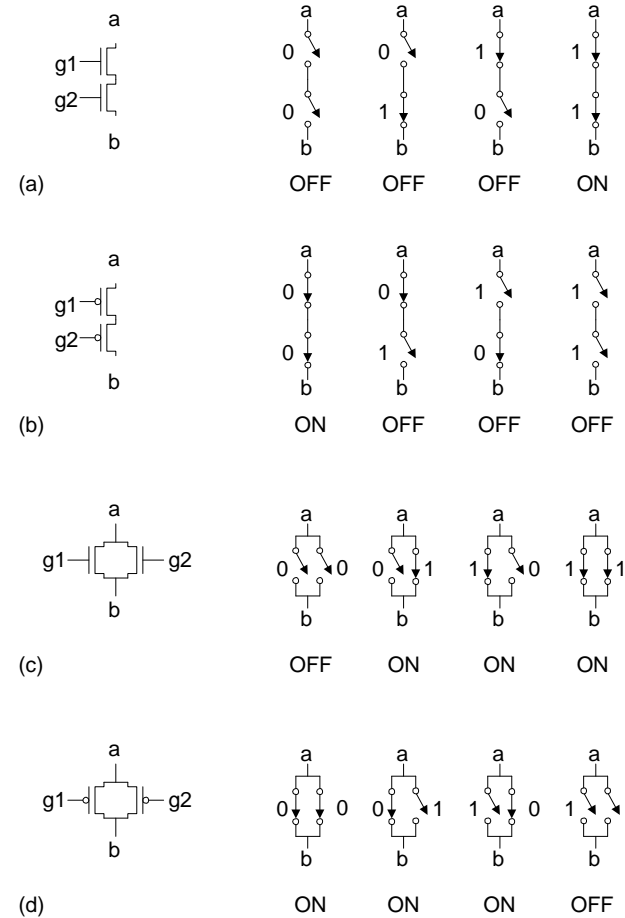 a a a a a
g1 0 0 1 1
g2 0 1 0 1
b b b b b
(a) OFF OFF OFF ON
a a a a a
g1 0 0 1 1
g2 0 1 0 1
b b b b b
(b) ON OFF OFF OFF
a a a a a
g1 g2 0 0 0 1 1 0 1 1
b b b b b
(c) OFF ON ON ON
a a a a a
g1 g2 0 0 0 1 1 0 1 1
b b b b b
(d) ON ON ON OFF